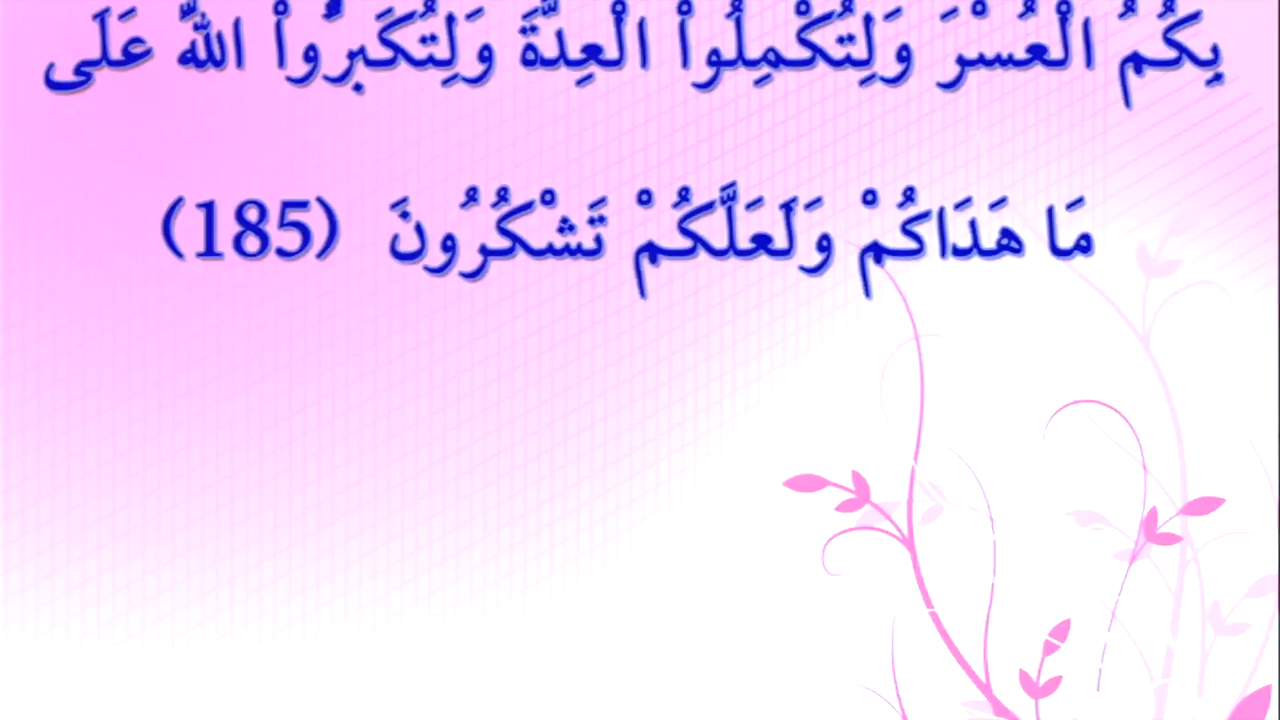 بِكُمُ الْعُسْرَ وَلِتُكْمِلُواْ الْعِدَّةَ وَلِتُكَبِّرُواْ اللّهَ عَلَى
مَا هَدَاكُمْ وَلَعَلَّكُمْ تَشْكُرُونَ (185)